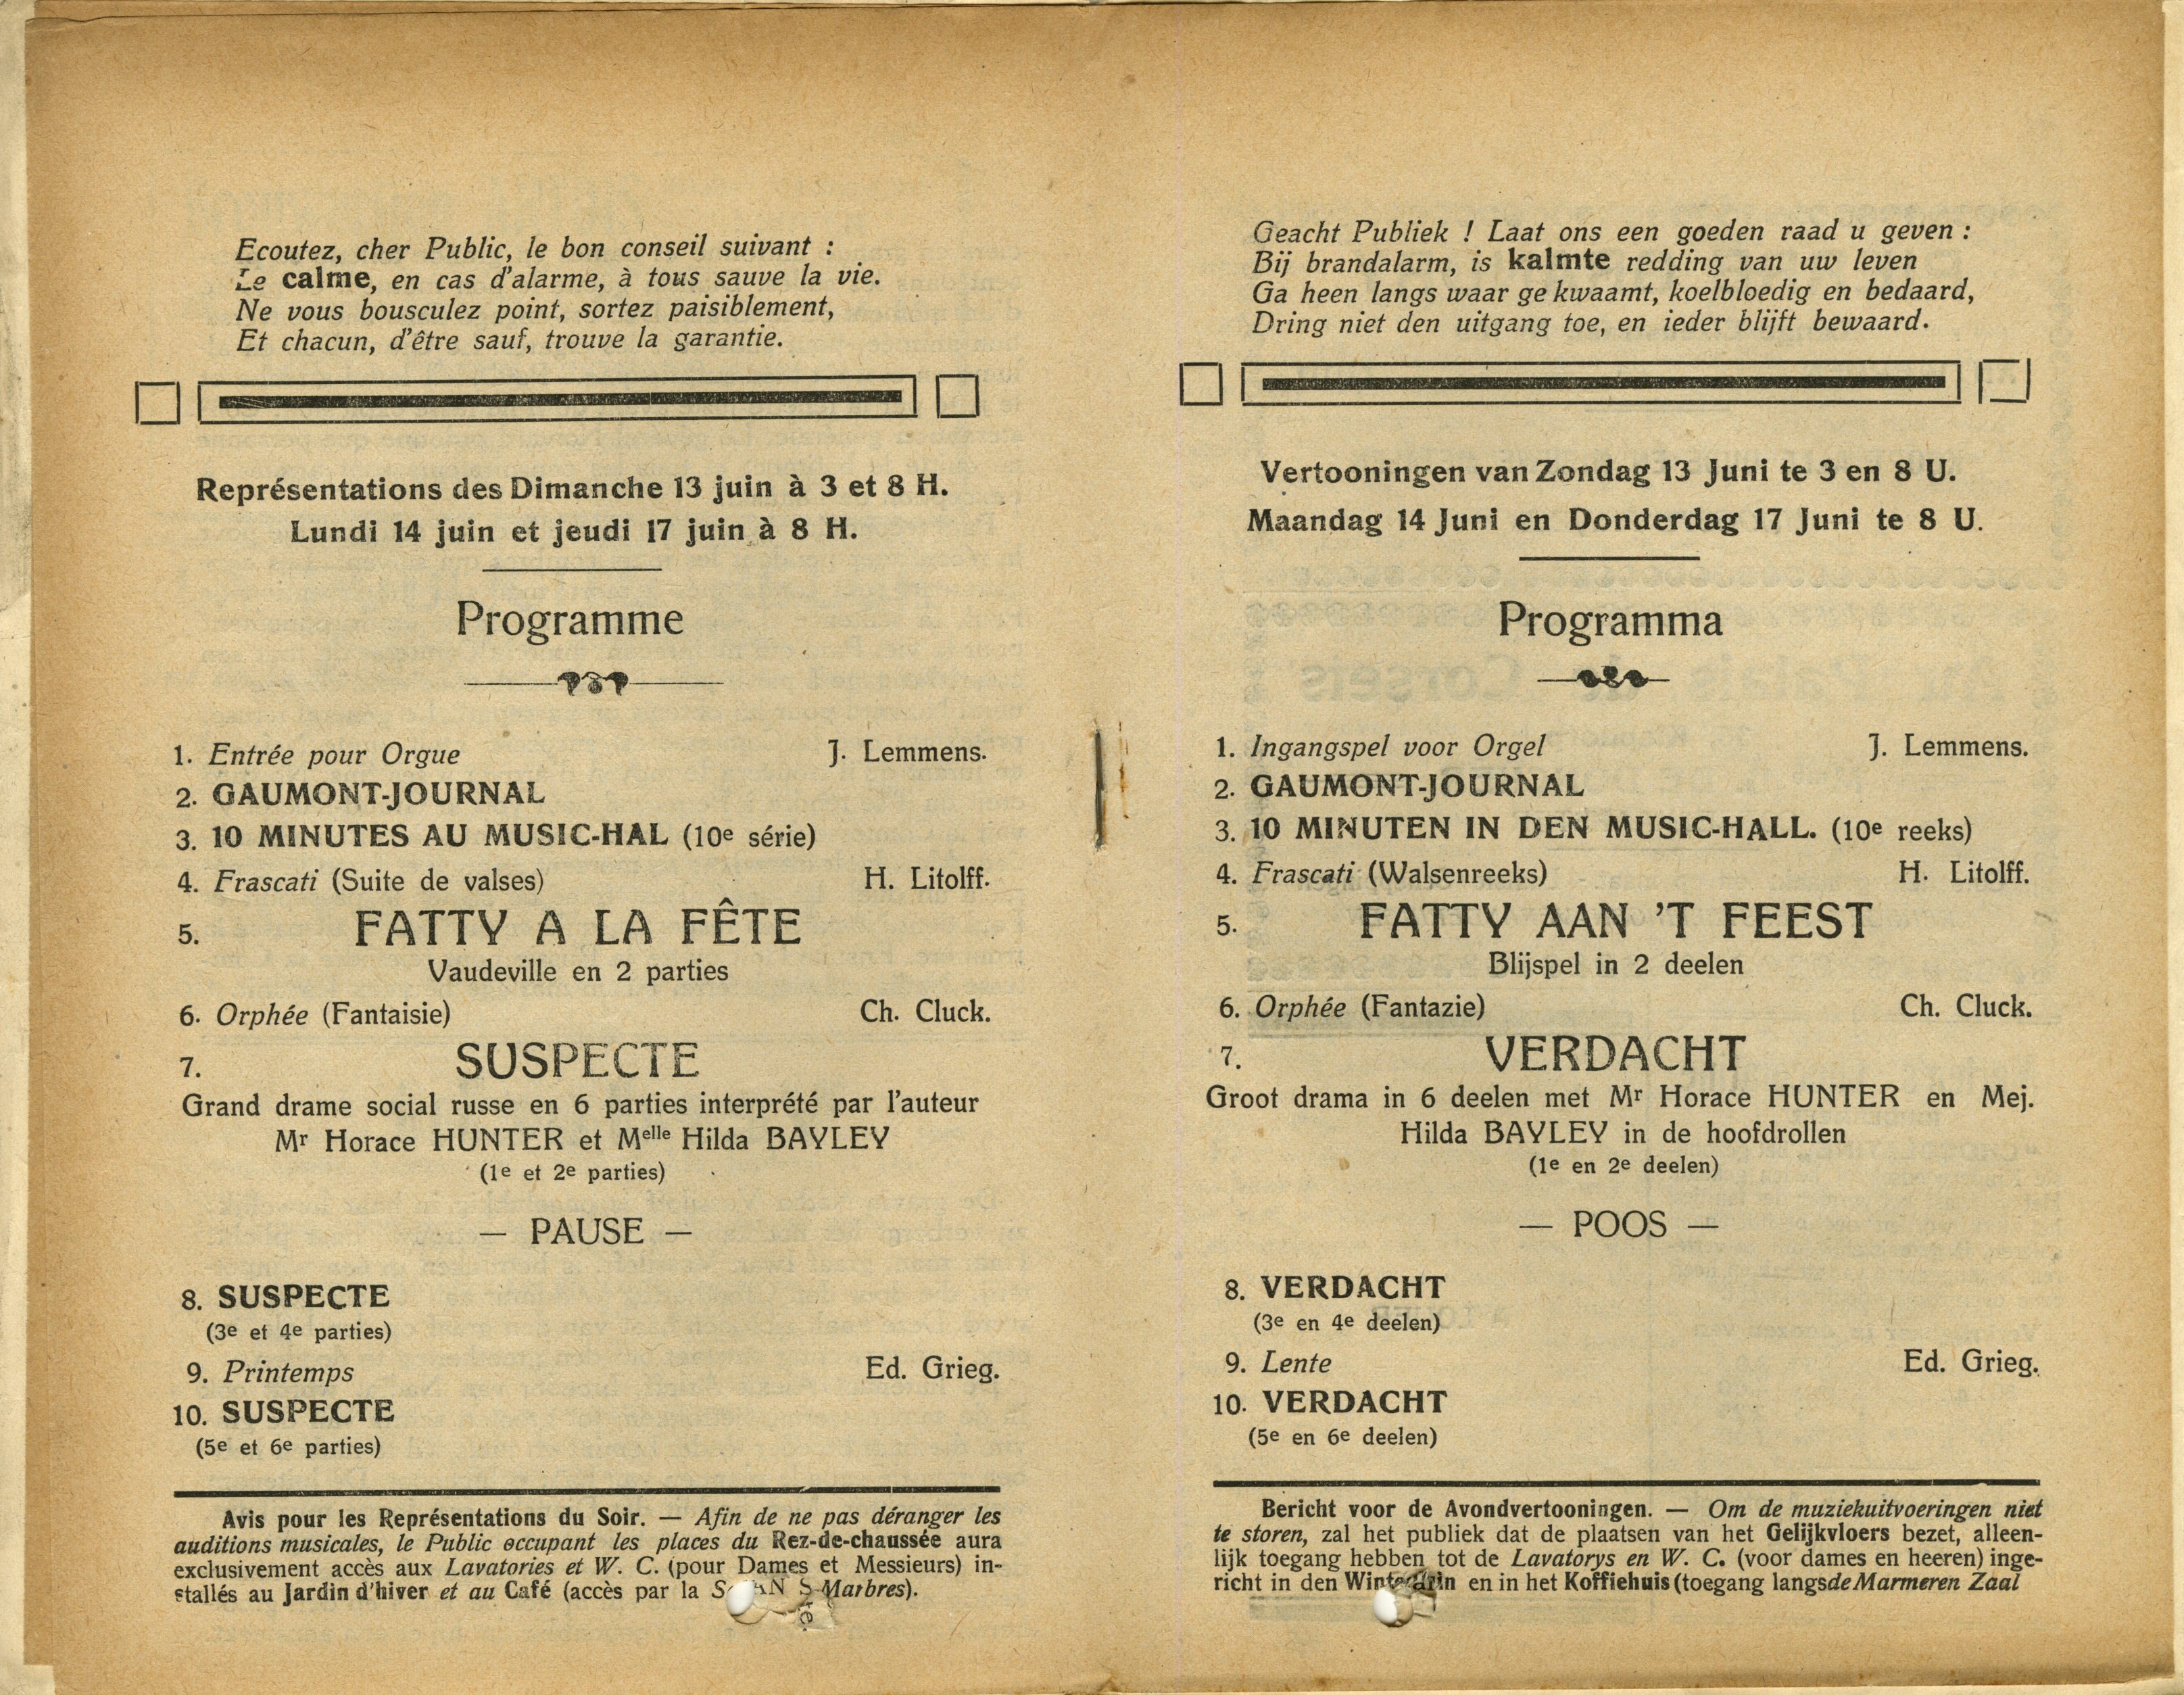 Ecoutez, cher Public, le bon conseil suivant :
Le calme, en cas d'alarme, à tous sauve la vie.
Ne vous bousculez point, sortez paisiblement,
Et chacun, d'être sauf, trouve la garantie.
Représentations des Dimanche 13 juin à 3 et 8 H.
Lundi 14 juin et jeudi 17 juin à 8 H.
Programme
1. Entrée pour Orgue J. Lemmens.
2. GAUMONT-JOURNAL
3. 10 MINUTES AU MUSIC-HAL (10e série)
4. Frascati (Suite de valses) H. Litolff.
5. FATTY A LA FÊTE
Vaudeville en 2 parties
6. Orphée (Fantaisie) Ch. Cluck.
7. SUSPECTE
Grand drame social russe en 6 parties interprété par l'auteur
Mr Horace HUNTER et Melle Hilda BAYLEY
(1e et 2e parties)
— PAUSE —
8. SUSPECTE
(3e et 4e parties)
9. Printemps Ed. Grieg.
10. SUSPECTE
(5e et 6e parties)
Avis pour les Représentations du Soir. — Afin de ne pas déranger les
auditions musicales, le Public occupant les places du Rez-de-chaussée aura
exclusivement accès aux Lavatories et W. C. (pour Dames et Messieurs) in-
stallés au Jardin d'hiver et au Café (accès par la Marbres).
Geacht Publiek ! Laat ons een goeden raad u geven :
Bij brandalarm, is kalmte redding van uw leven
Ga heen langs waar ge kwaamt, koelbloedig en bedaard,
Dring niet den uitgang toe, en ieder blijft bewaard.
Vertooningen van Zondag 13 Juni te 3 en 8 U.
Maandag 14 Juni en Donderdag 17 Juni te 8 U.
Programma
1. Ingangspel voor Orgel J. Lemmens.
2. GAUMONT-JOURNAL
3. 10 MINUTEN IN DEN MUSIC-HALL. (10e reeks)
4. Frascati (Walsenreeks) H. Litolff.
5. FATTY AAN 'T FEEST
Blijspel in 2 deelen
6. Orphée (Fantazie) Ch. Cluck.
7. VERDACHT
Groot drama in 6 deelen met Mr Horace HUNTER en Mej.
Hilda BAYLEY in de hoofdrollen
(1e en 2e deelen)
— POOS —
8. VERDACHT
(3e en 4e deelen)
9. Lente Ed. Grieg.
10. VERDACHT
(5e en 6e deelen)
Bericht voor de Avondvertooningen. — Om de muziekuitvoeringen niet
te storen, zal het publiek dat de plaatsen van het Gelijkvloers bezet, alleen-
lijk toegang hebben tot de Lavatorys en W. C. (voor dames en heeren) inge-
richt in den en in het Koffiehuis (toegang langs de Marmeren Zaal